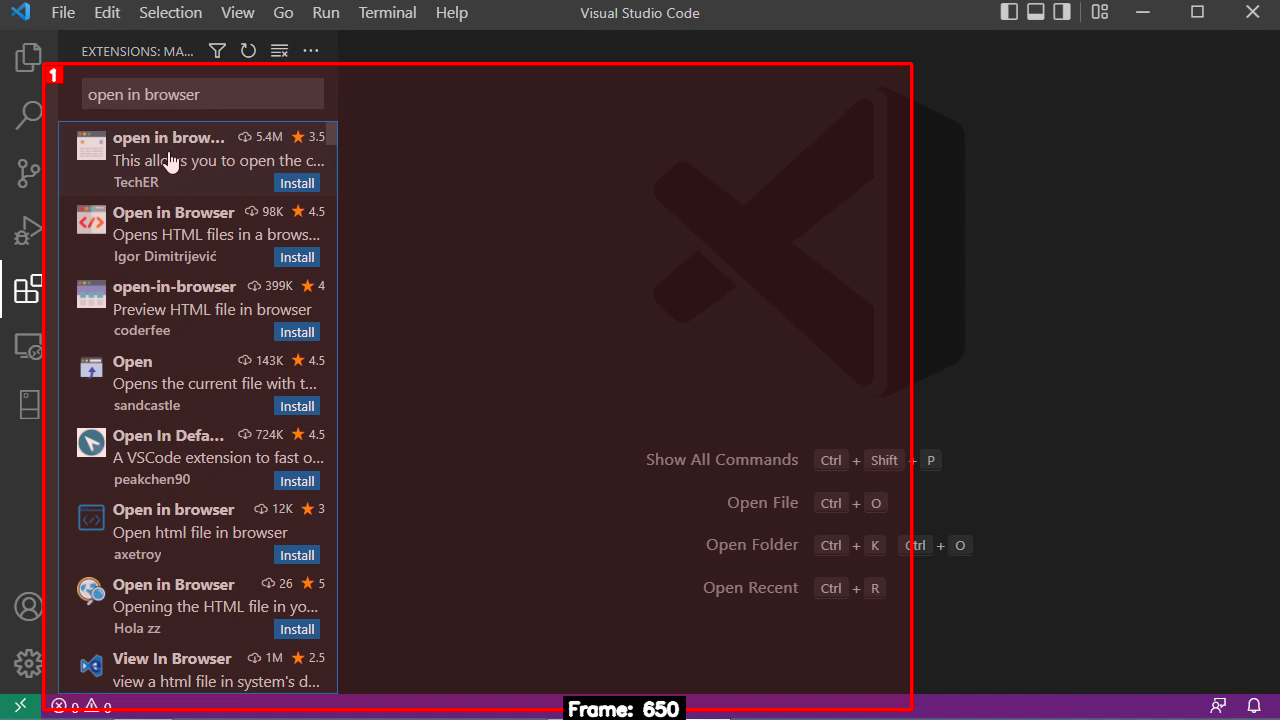 File Edit Selection View Go Run Terminal Help Visual Studio Code
EXTENSIONS: MA...
1
open in browser
open in brow... 5.4M 3.5
This allows you to open the c...
TechER Install
Open in Browser 98K 4.5
Opens HTML files in a brows...
Igor Dimitrijević Install
open-in-browser 399K 4
Preview HTML file in browser
coderfee Install
Open 143K 4.5
Opens the current file with t...
sandcastle Install
Open In Defa... 724K 4.5
A VSCode extension to fast o...
peakchen90 Install
Open in browser 12K 3
Open html file in browser
axetroy Install
Open in Browser 26 5
Opening the HTML file in yo...
Hola zz Install
View In Browser 1M 2.5
view a html file in system's d...
Show All Commands Ctrl + Shift + P
Open File Ctrl + O
Open Folder Ctrl + K Ctrl + O
Open Recent Ctrl + R
0 0
Frame: 650